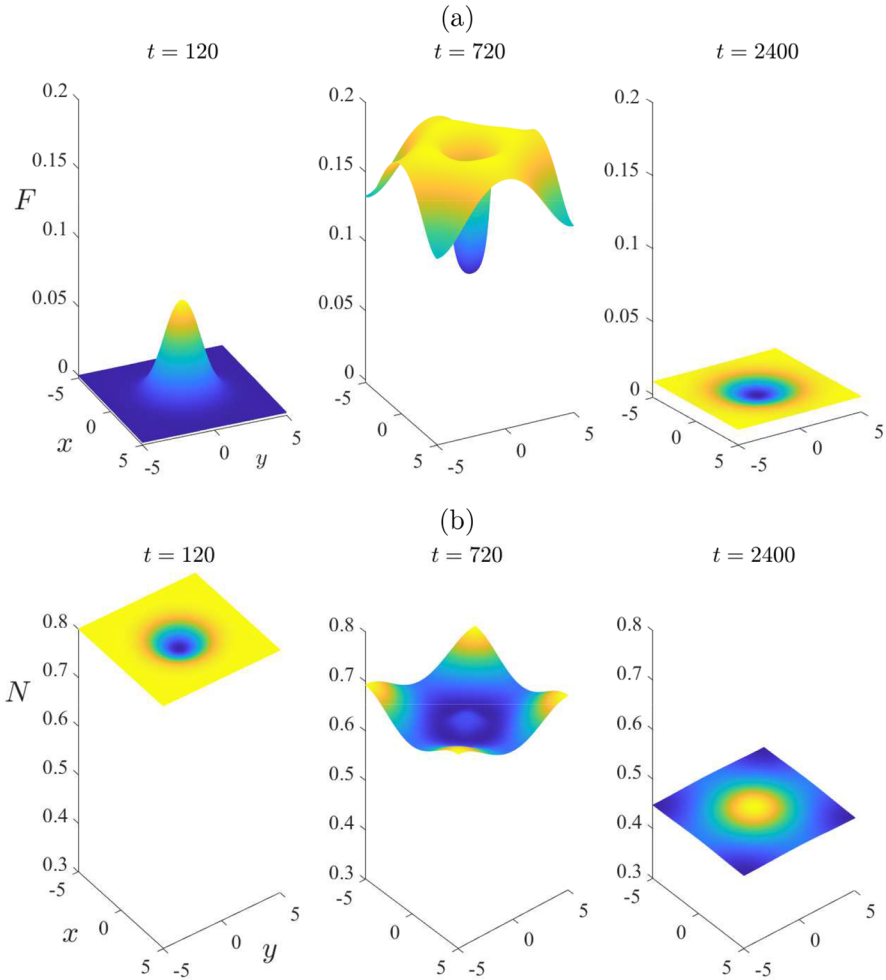 (a)
t = 120 t = 720 t = 2400
0.2 0.2 0.2
0.15 0.15 0.15
F
0.1 0.1 0.1
0.05 0.05 0.05
0 0 0
-5 -5 -5
0 0 0
x 0 5 0 5 0 5
y
5 -5 5 -5 5 -5
(b)
t = 120 t = 720 t = 2400
0.8 0.8 0.8
0.7 0.7 0.7
N
0.6 0.6 0.6
0.5 0.5 0.5
0.4 0.4 0.4
0.3 0.3 0.3
-5 5 -5 5 -5 5
0 0 0 0 0 0
x y
5 -5 5 -5 5 -5